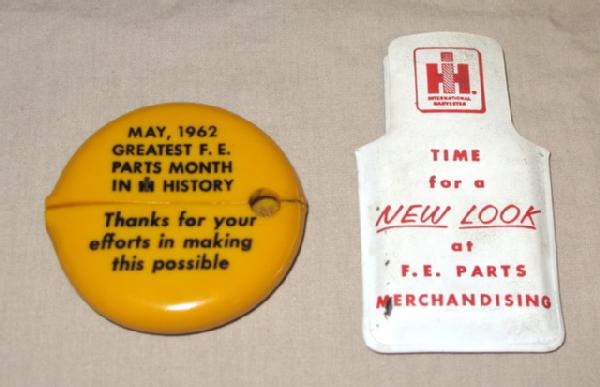 MAY, 1962
GREATEST F. E.
PARTS MONTH
IN IH HISTORY
Thanks for your
efforts in making
this possible
IH
INTERNATIONAL
HARVESTER
TIME
for a
NEW LOOK
at
F.E. PARTS
MERCHANDISING